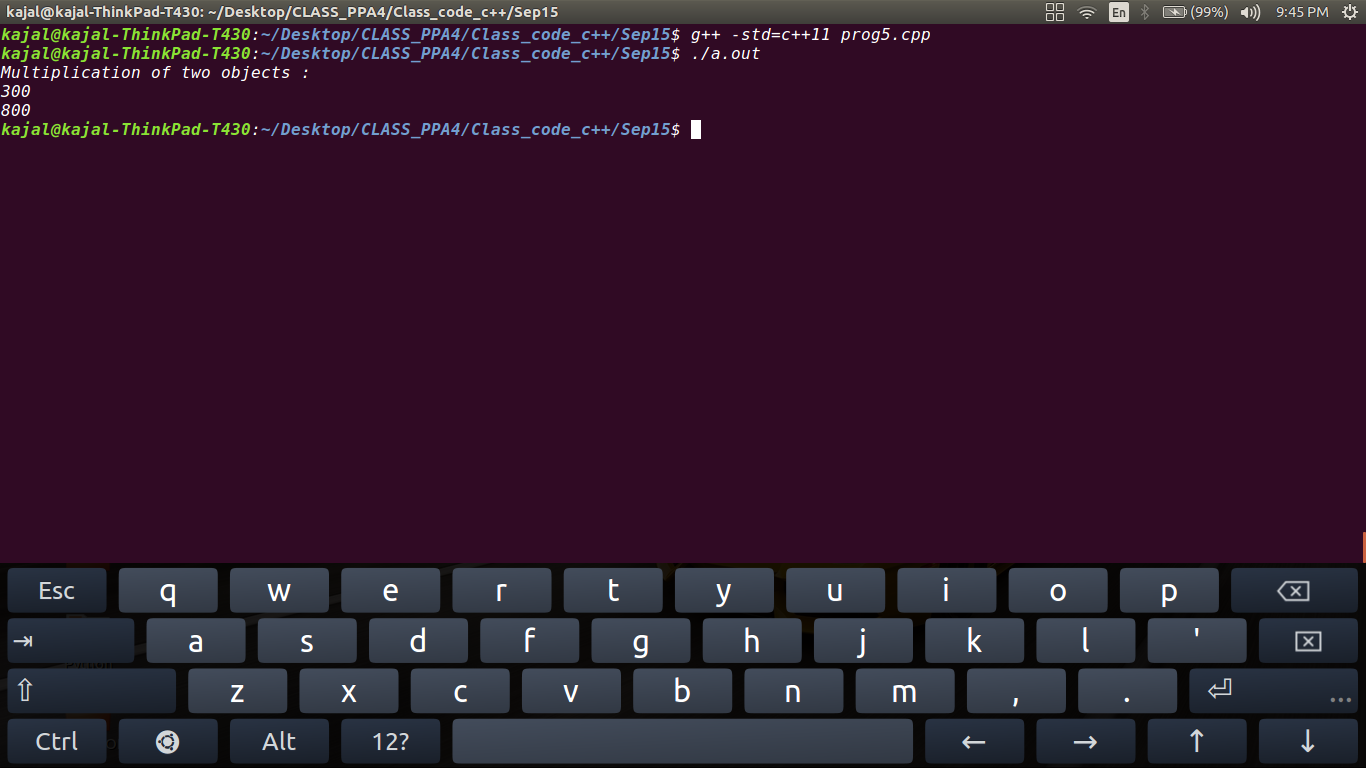 kajal@kajal-ThinkPad-T430: ~/Desktop/CLASS_PPA4/Class_code_c++/Sep15 En (99%) 9:45 PM
kajal@kajal-ThinkPad-T430:~/Desktop/CLASS_PPA4/Class_code_c++/Sep15$ g++ -std=c++11 prog5.cpp
kajal@kajal-ThinkPad-T430:~/Desktop/CLASS_PPA4/Class_code_c++/Sep15$ ./a.out
Multiplication of two objects :
300
800
kajal@kajal-ThinkPad-T430:~/Desktop/CLASS_PPA4/Class_code_c++/Sep15$
Esc q w e r t y u i o p
a s d f g h j k l '
z x c v b n m , . ...
Ctrl Alt 12? ← → ↑ ↓